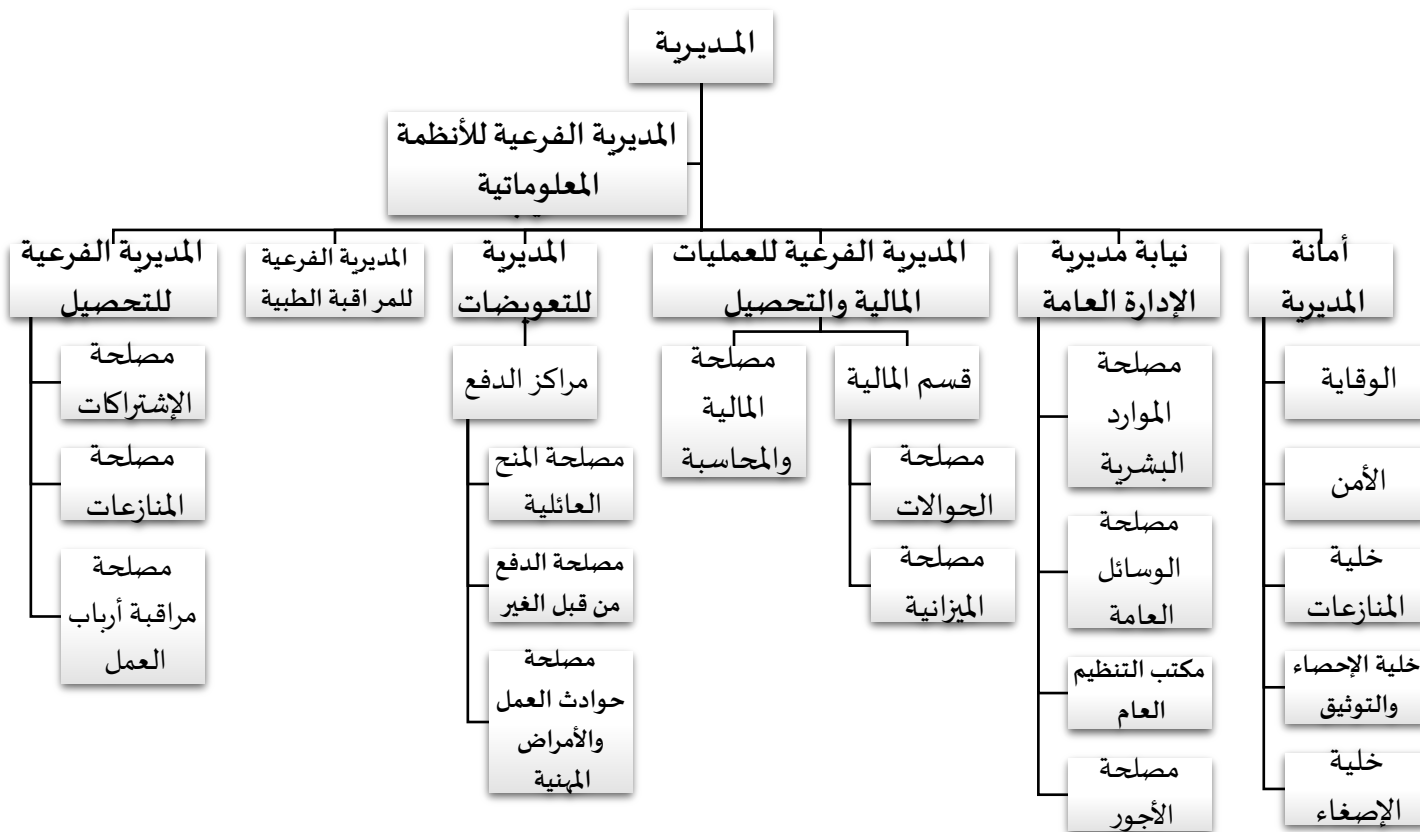 المـديـرية
المديرية الفرعية للأنظمة
المعلوماتية
أمانة
المديرية
نيابة مديرية
الإدارة العامة
المديرية الفرعية للعمليات
المالية والتحصيل
المديرية
للتعويضات
المديرية الفرعية
للمراقبة الطبية
المديرية الفرعية
للتحصيل
الوقاية
الأمن
خلية
المنازعات
خلية الإحصاء
والتوثيق
خلية
الإصغاء
مصلحة
الموارد
البشرية
مصلحة
الوسائل
العامة
مكتب التنظيم
العام
مصلحة
الأجور
قسم المالية
مصلحة
الحوالات
مصلحة
الميزانية
مصلحة
المالية
والمحاسبة
مراكز الدفع
مصلحة المنح
العائلية
مصلحة الدفع
من قبل الغير
مصلحة
حوادث العمل
والأمراض
المهنية
مصلحة
الإشتراكات
مصلحة
المنازعات
مصلحة
مراقبة أرباب
العمل